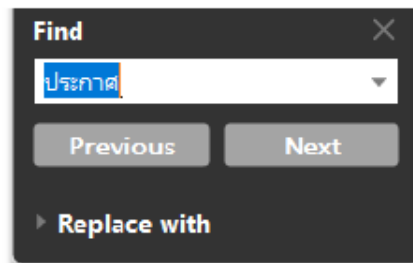 Find
ประกาศ
Previous Next
Replace with